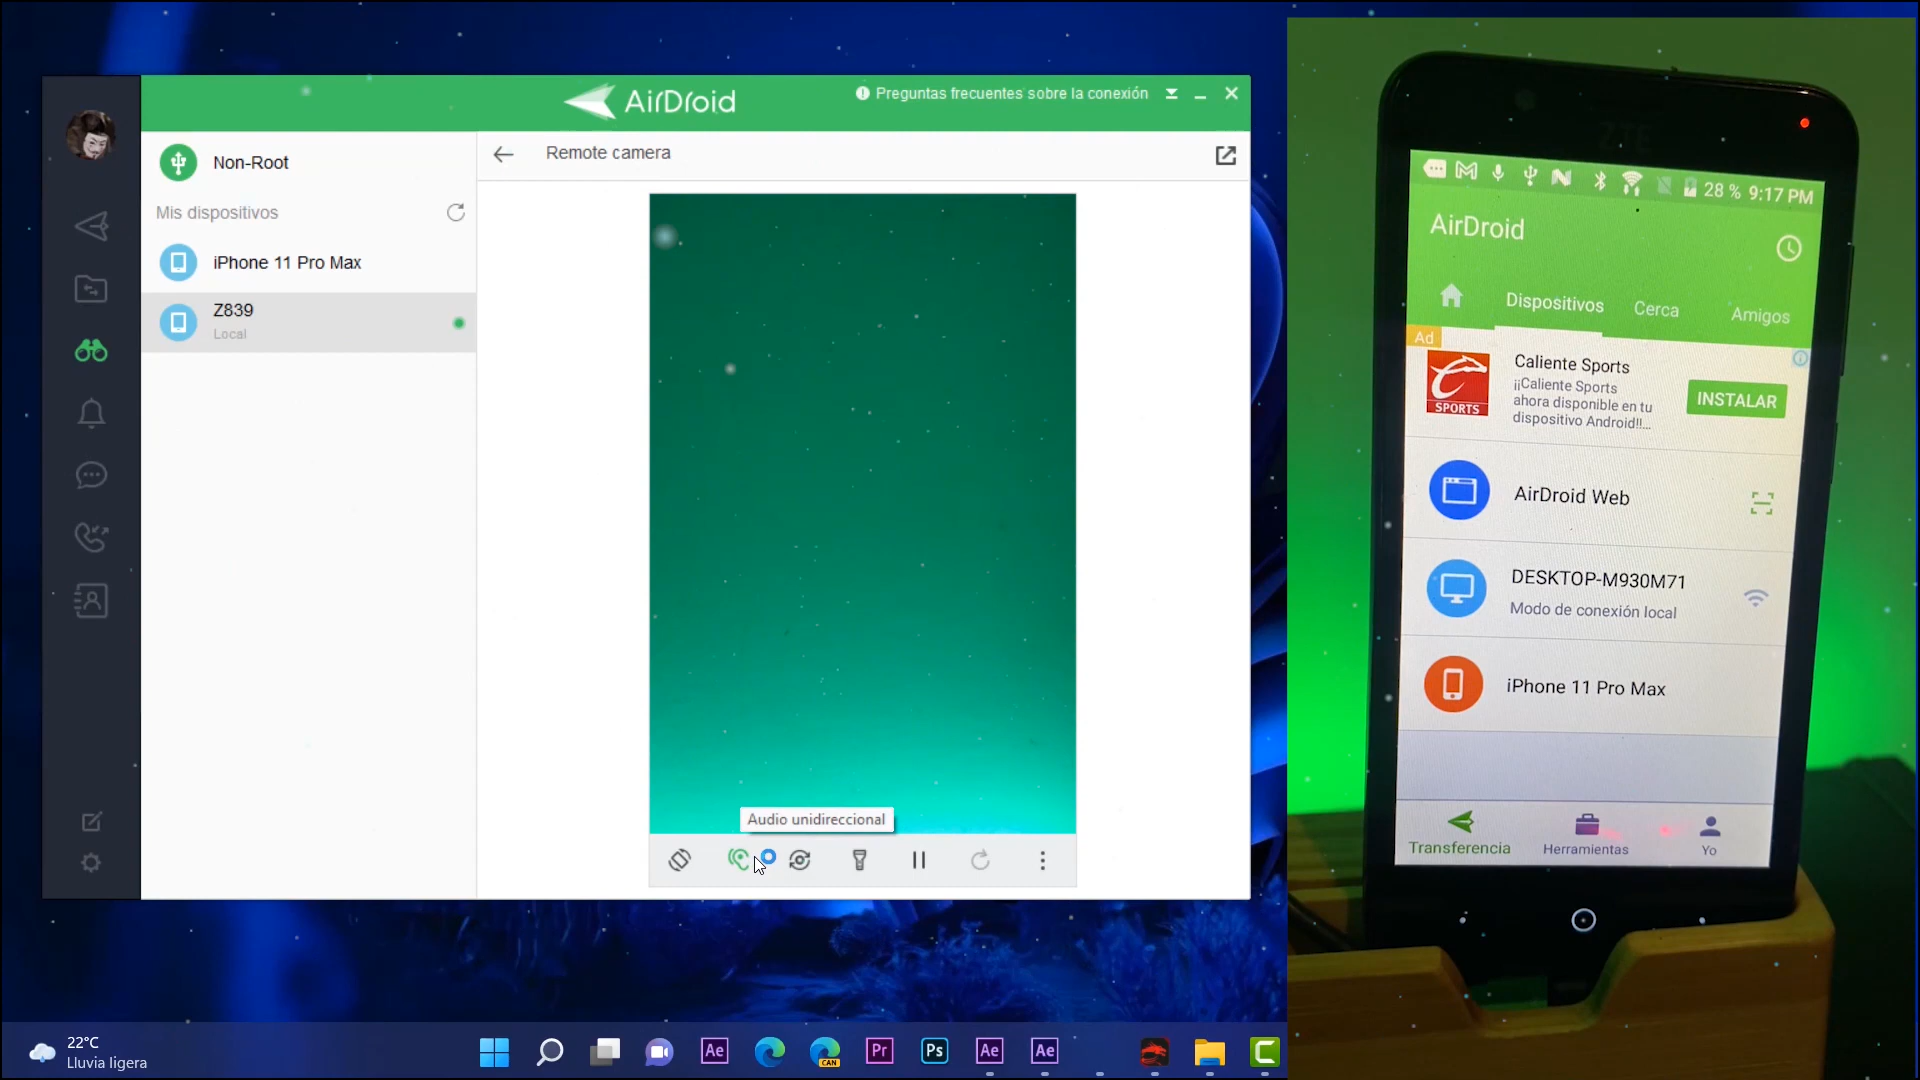 AirDroid
Preguntas frecuentes sobre la conexión
Non-Root
Mis dispositivos
iPhone 11 Pro Max
Z839
Local
Remote camera
Audio unidireccional
22°C
Lluvia ligera
Ae
CAN
Pr
Ps
Ae
Ae
C
ZTE
28 % 9:17 PM
AirDroid
Dispositivos
Cerca
Amigos
Ad
SPORTS
Caliente Sports
¡¡Caliente Sports
ahora disponible en tu
dispositivo Android!!...
INSTALAR
AirDroid Web
DESKTOP-M930M71
Modo de conexión local
iPhone 11 Pro Max
Transferencia
Herramientas
Yo